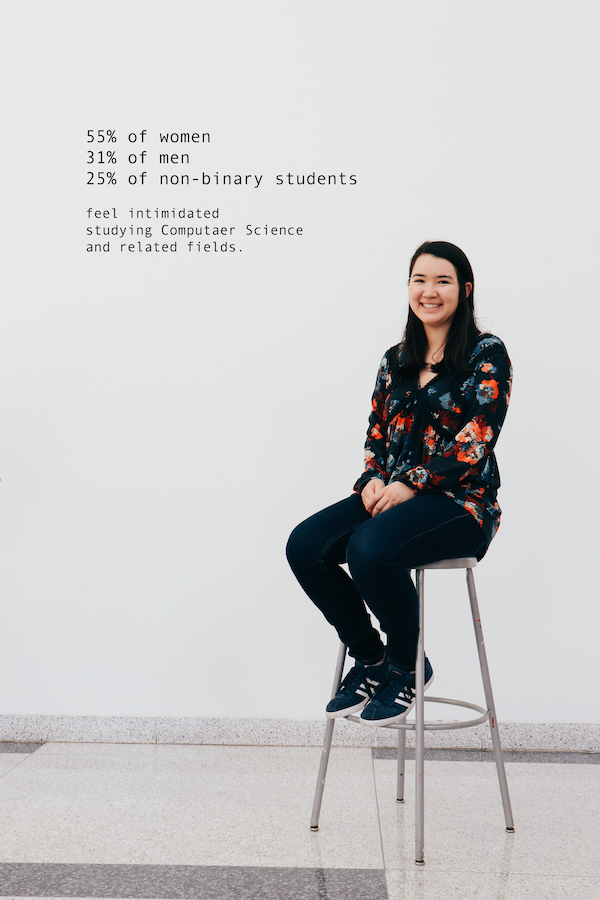 55% of women
31% of men
25% of non-binary students
feel intimidated
studying Computaer Science
and related fields.